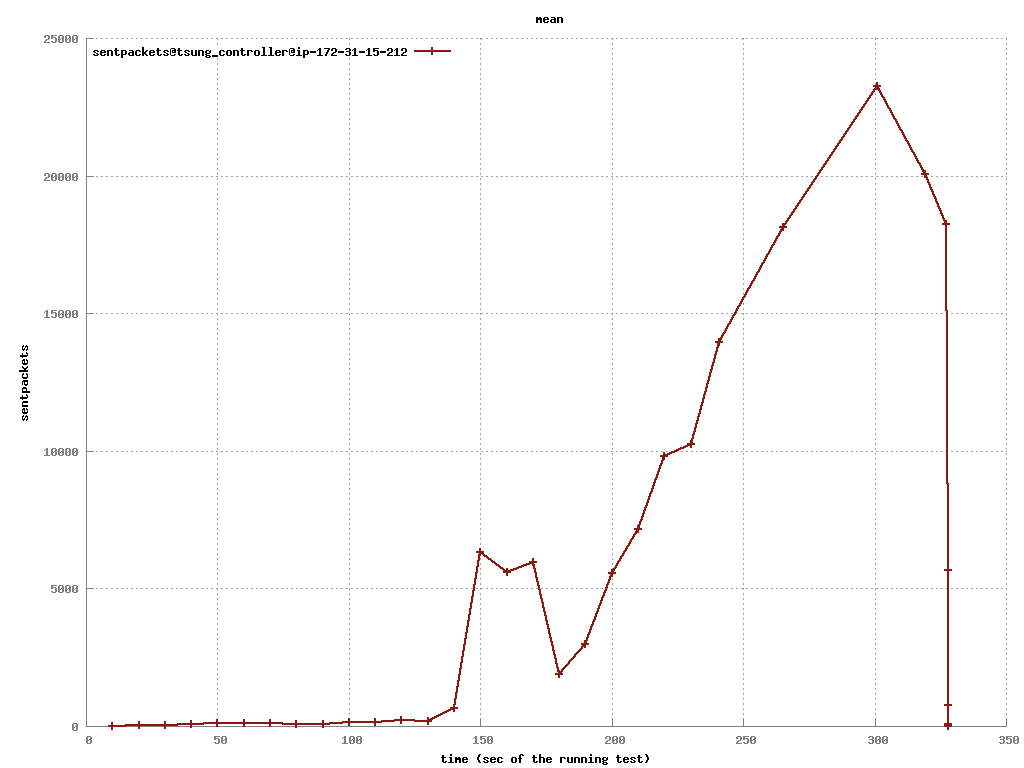 mean
sentpackets@tsung_controller@ip-172-31-15-212
25000
20000
15000
10000
5000
0
sentpackets
0 50 100 150 200 250 300 350
time (sec of the running test)